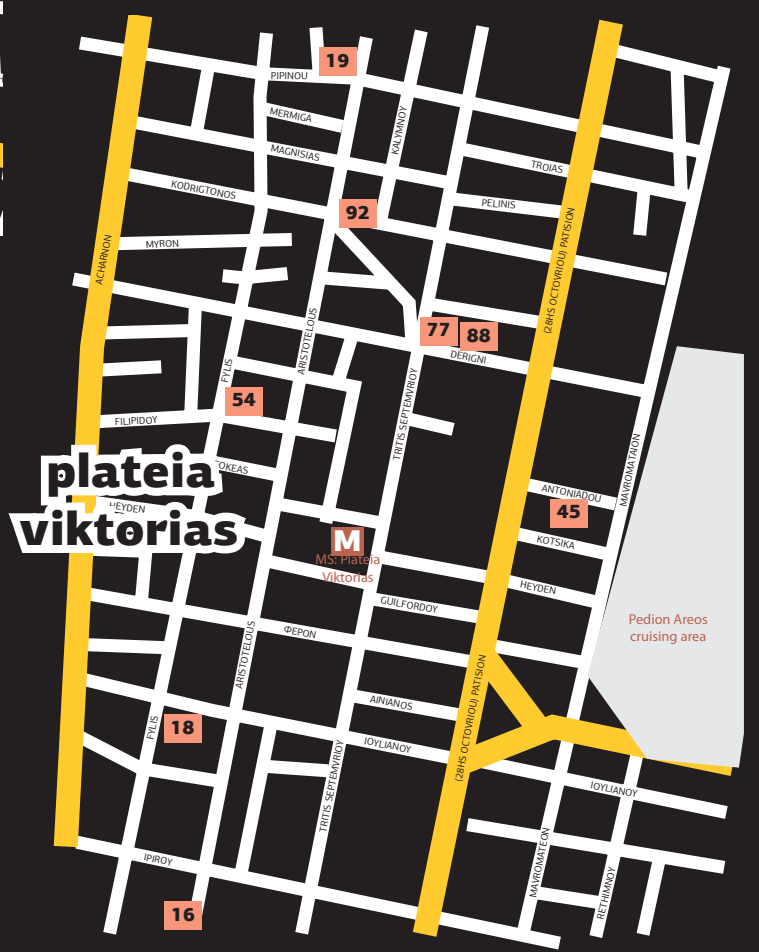 19
PIPINOU
MERMIGA
KALYMNOY
MAGNISIAS
TROIAS
KODRIGTONOS
PELINIS
92
MYRON
ACHARNON
(28HS OCTOVRIOU) PATISION
ARISTOTELOUS
77
88
DERIGNI
FYLIS
54
TRITIS SEPTEMVRIOY
FILIPIDOY
MAVROMATAION
plateia
viktorias
OKEAS
ANTONIADOU
45
HEYDEN
KOTSIKA
M
MS: Plateia
Viktorias
HEYDEN
GUILFORDOY
Pedion Areos
cruising area
ΦΕΡΟΝ
ARISTOTELOUS
(28HS OCTOVRIOU) PATISION
AINIANOS
18
FYLIS
IOYLIANOY
TRITIS SEPTEMVRIOY
IOYLIANOY
IPIROY
MAVROMATEON
RETHIMNOY
16